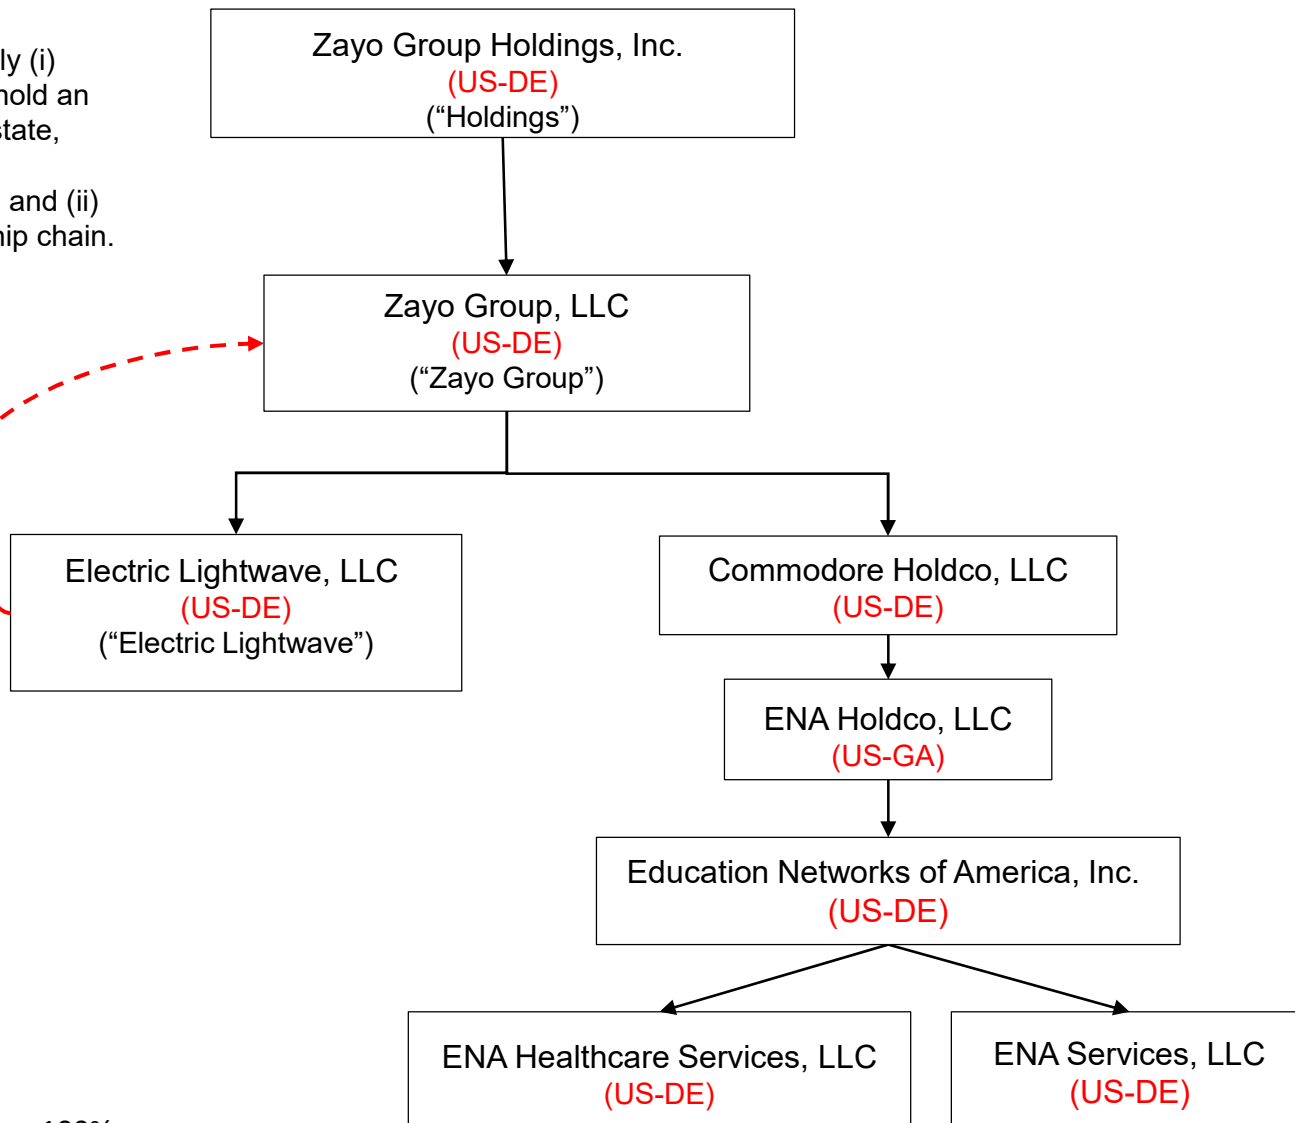 Zayo Group Holdings, Inc.
(US-DE)
(“Holdings”)
ly (i)
hold an
state,
and (ii)
hip chain.
Zayo Group, LLC
(US-DE)
(“Zayo Group”)
Electric Lightwave, LLC
(US-DE)
(“Electric Lightwave”)
Commodore Holdco, LLC
(US-DE)
ENA Holdco, LLC
(US-GA)
Education Networks of America, Inc.
(US-DE)
ENA Healthcare Services, LLC
(US-DE)
ENA Services, LLC
(US-DE)